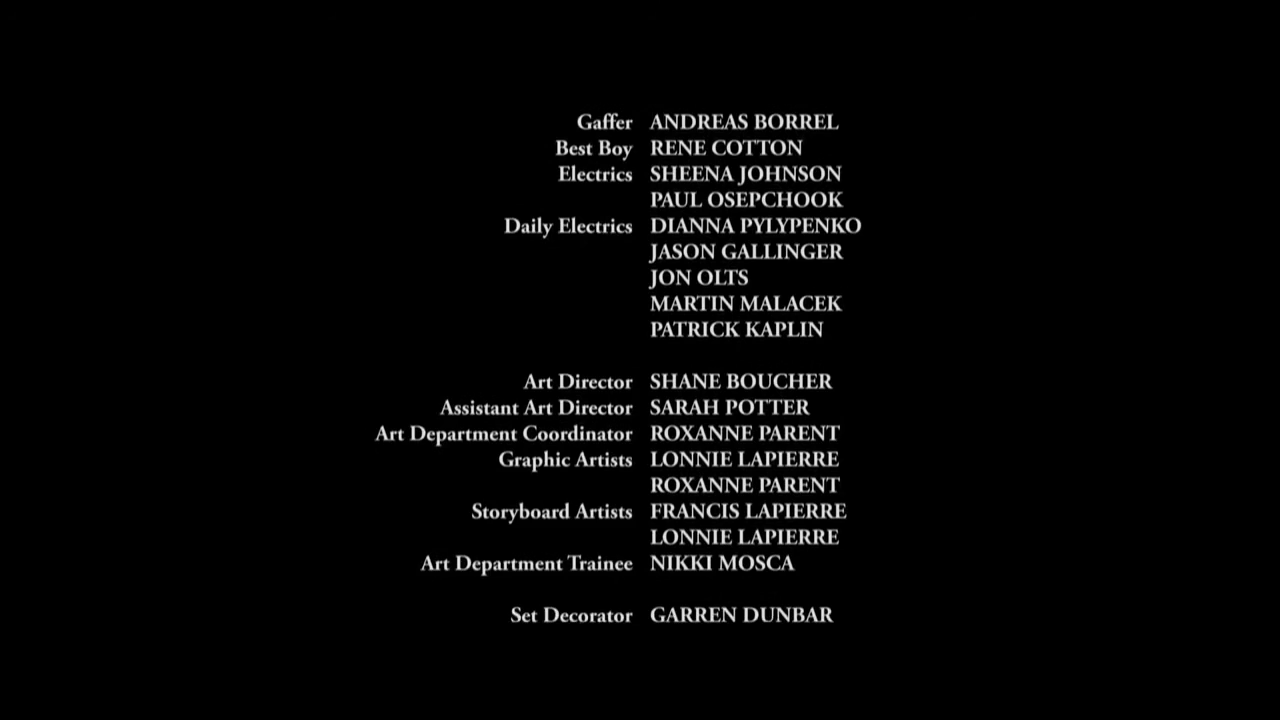 Gaffer ANDREAS BORREL
Best Boy RENE COTTON
Electrics SHEENA JOHNSON
PAUL OSEPCHOOK
Daily Electrics DIANNA PYLYPENKO
JASON GALLINGER
JON OLTS
MARTIN MALACEK
PATRICK KAPLIN
Art Director SHANE BOUCHER
Assistant Art Director SARAH POTTER
Art Department Coordinator ROXANNE PARENT
Graphic Artists LONNIE LAPIERRE
ROXANNE PARENT
Storyboard Artists FRANCIS LAPIERRE
LONNIE LAPIERRE
Art Department Trainee NIKKI MOSCA
Set Decorator GARREN DUNBAR